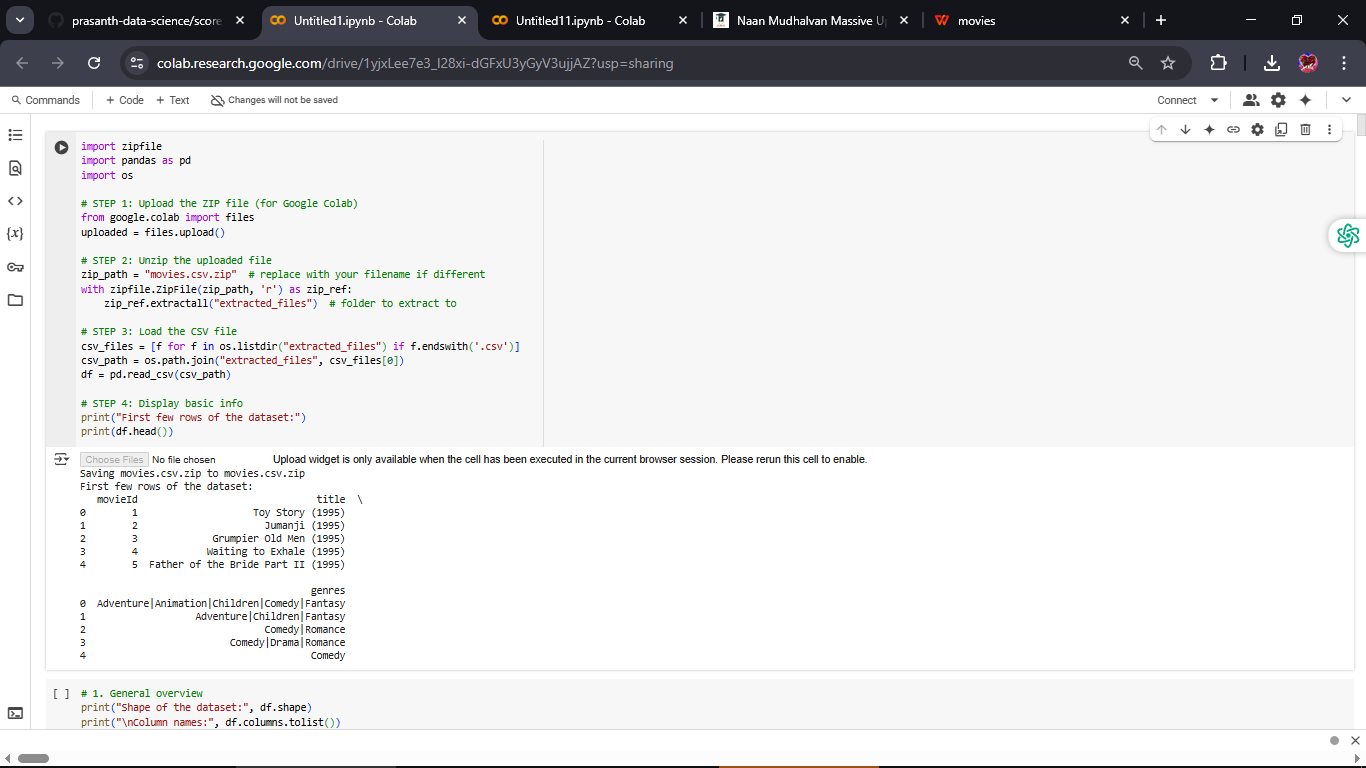 prasanth-data-science/score
Untitled1.ipynb - Colab
Untitled11.ipynb - Colab
Naan Mudhalvan Massive U
movies
colab.research.google.com/drive/1yjxLee7e3_I28xi-dGFxU3yGyV3ujjAZ?usp=sharing
Commands
+ Code
+ Text
Changes will not be saved
Connect
import zipfile
import pandas as pd
import os
# STEP 1: Upload the ZIP file (for Google Colab)
from google.colab import files
uploaded = files.upload()
# STEP 2: Unzip the uploaded file
zip_path = "movies.csv.zip"  # replace with your filename if different
with zipfile.ZipFile(zip_path, 'r') as zip_ref:
    zip_ref.extractall("extracted_files")  # folder to extract to
# STEP 3: Load the CSV file
csv_files = [f for f in os.listdir("extracted_files") if f.endswith('.csv')]
csv_path = os.path.join("extracted_files", csv_files[0])
df = pd.read_csv(csv_path)
# STEP 4: Display basic info
print("First few rows of the dataset:")
print(df.head())
Choose Files No file chosen Upload widget is only available when the cell has been executed in the current browser session. Please rerun this cell to enable.
Saving movies.csv.zip to movies.csv.zip
First few rows of the dataset:
movieId title \
0 1 Toy Story (1995)
1 2 Jumanji (1995)
2 3 Grumpier Old Men (1995)
3 4 Waiting to Exhale (1995)
4 5 Father of the Bride Part II (1995)
genres
0 Adventure|Animation|Children|Comedy|Fantasy
1 Adventure|Children|Fantasy
2 Comedy|Romance
3 Comedy|Drama|Romance
4 Comedy
[ ] # 1. General overview
print("Shape of the dataset:", df.shape)
print("\nColumn names:", df.columns.tolist())